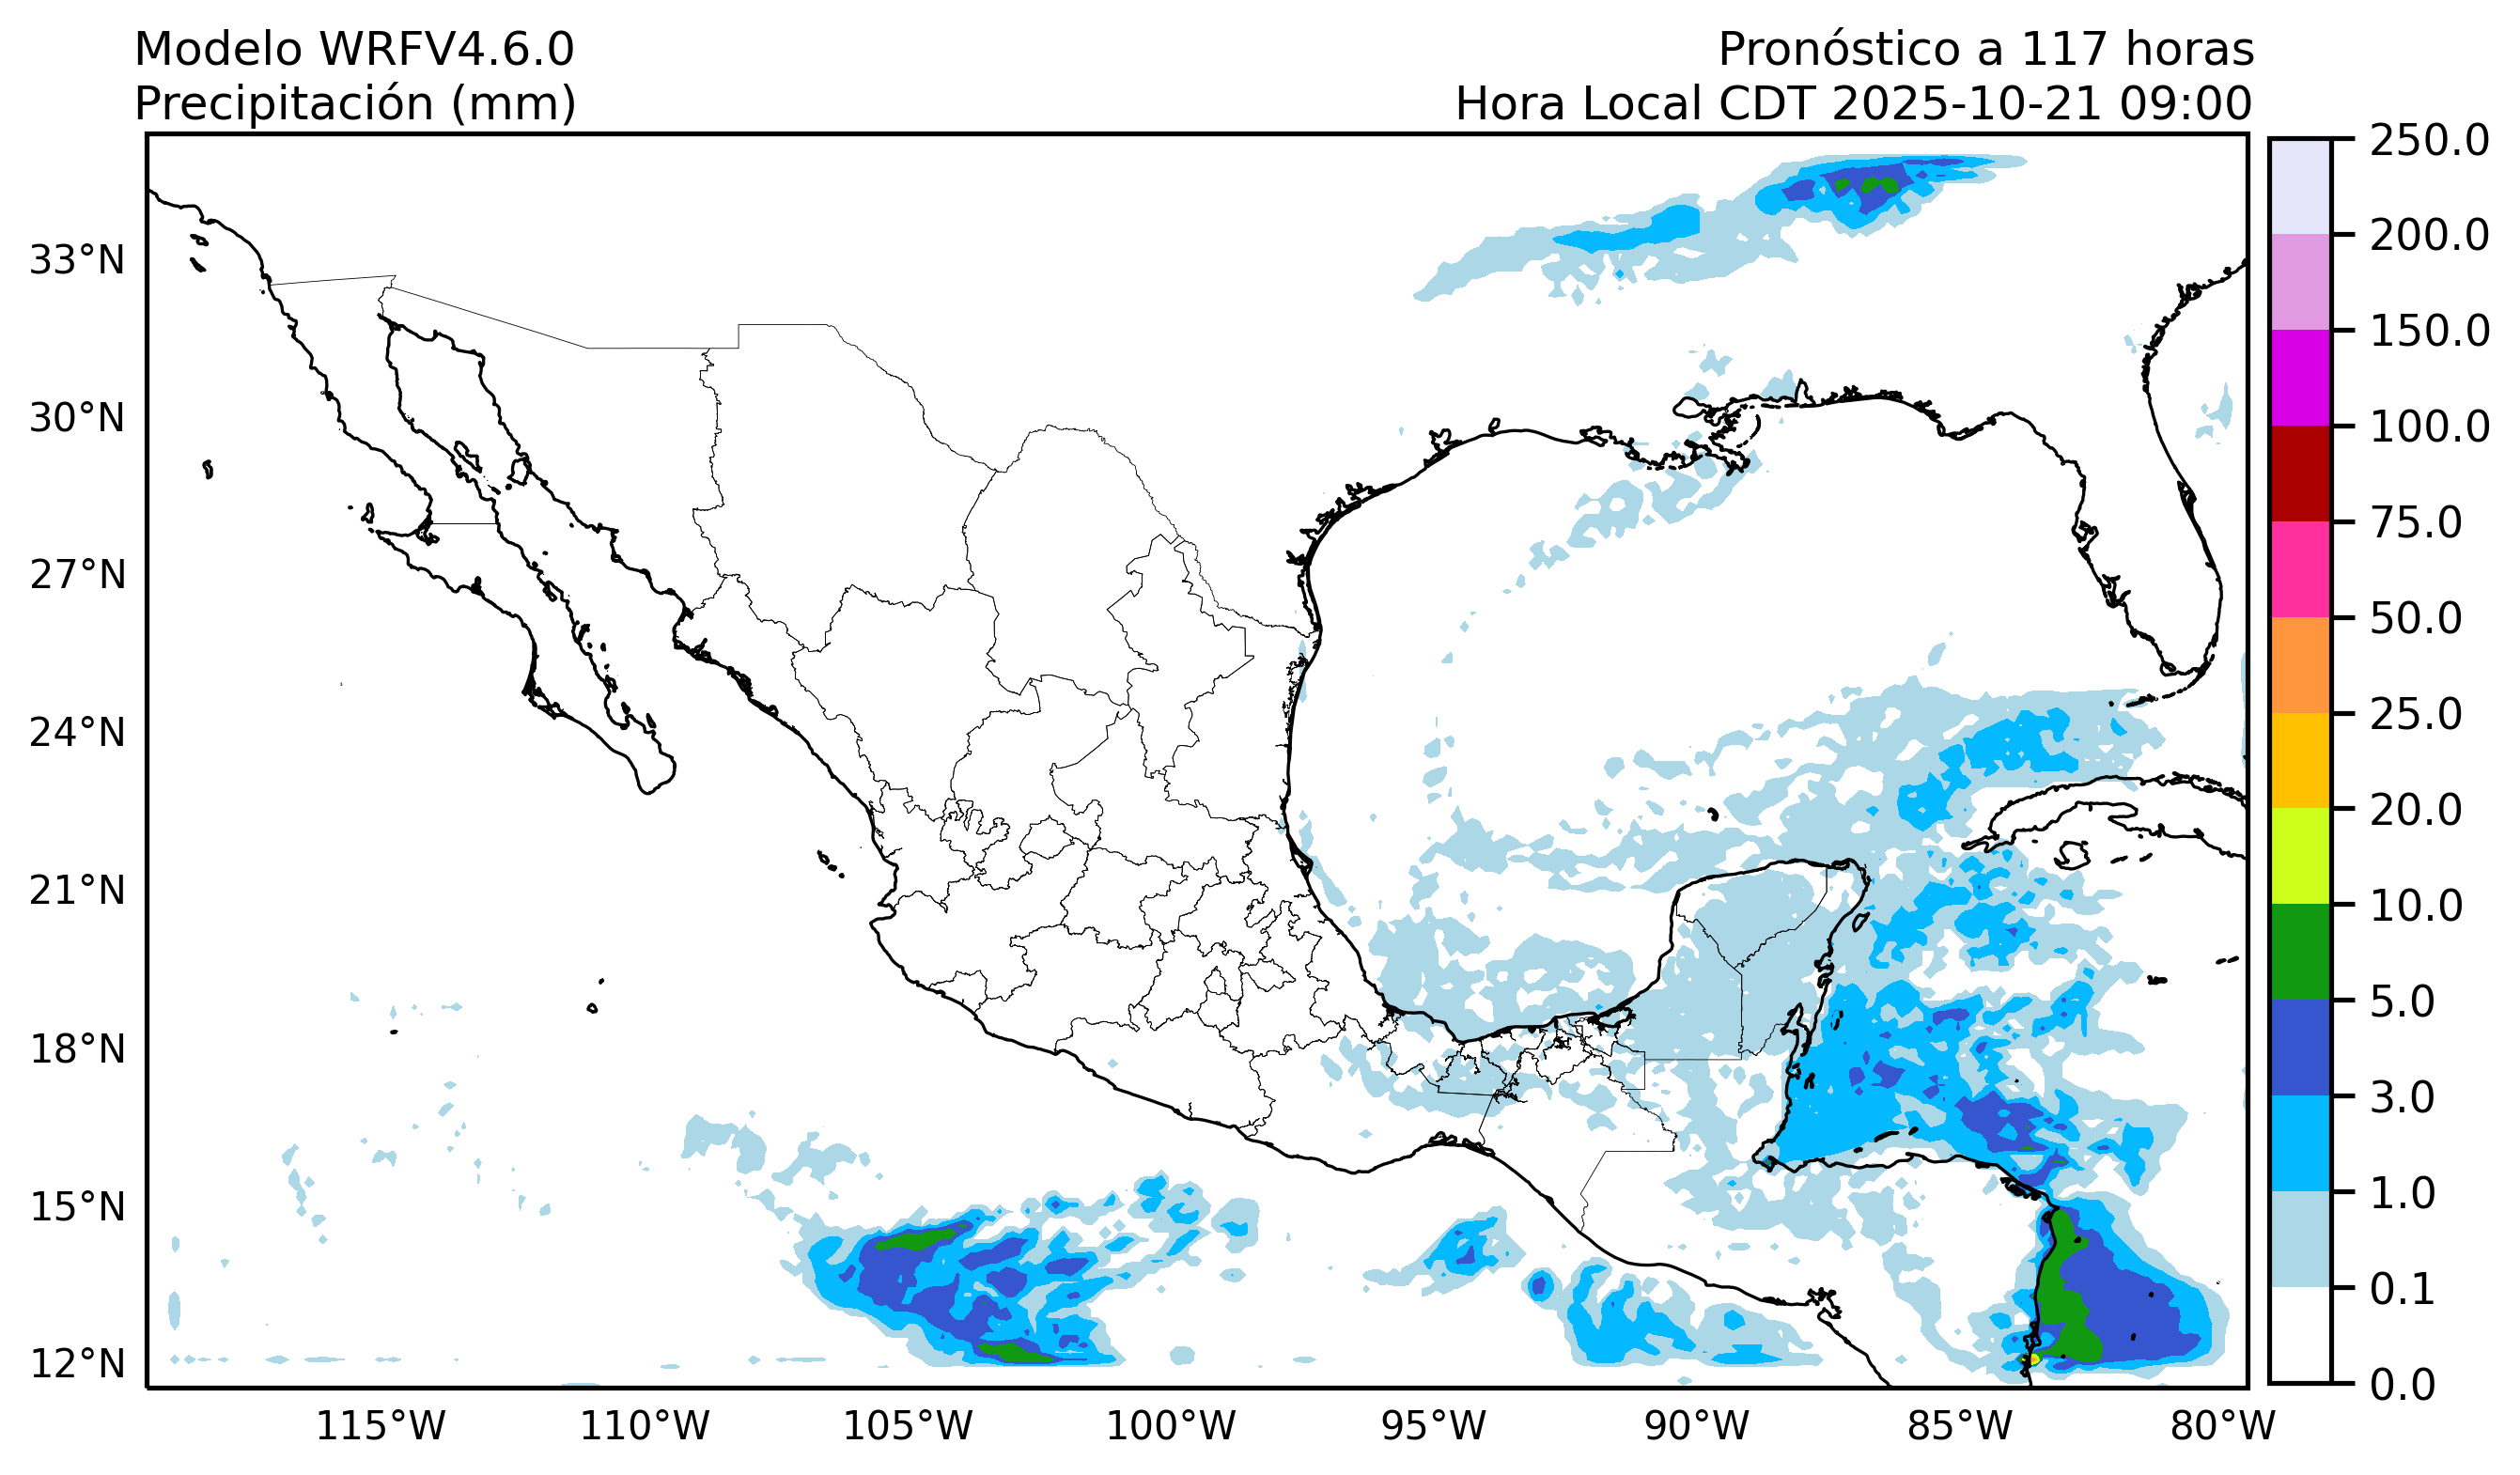 Modelo WRFV4.6.0
Pronóstico a 117 horas
Precipitación (mm)
Hora Local CDT 2025-10-21 09:00
33°N
30°N
27°N
24°N
21°N
18°N
15°N
12°N
115°W
110°W
105°W
100°W
95°W
90°W
85°W
80°W
250.0
200.0
150.0
100.0
75.0
50.0
25.0
20.0
10.0
5.0
3.0
1.0
0.1
0.0